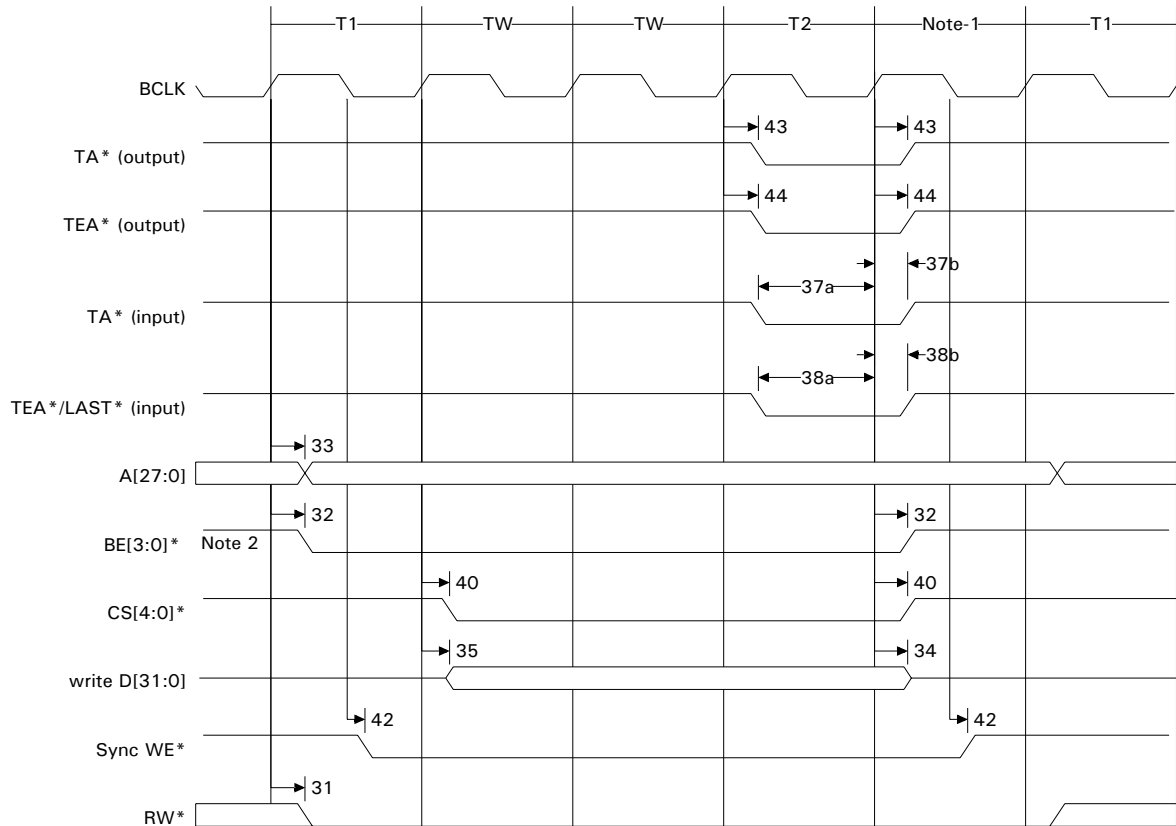 T1 TW TW T2 Note-1 T1
BCLK
43 43
TA* (output)
44 44
TEA* (output)
37b
37a
TA* (input)
38b
38a
TEA*/LAST* (input)
33
A[27:0]
32 32
BE[3:0]* Note 2
40 40
CS[4:0]*
35 34
write D[31:0]
42 42
Sync WE*
31
RW*